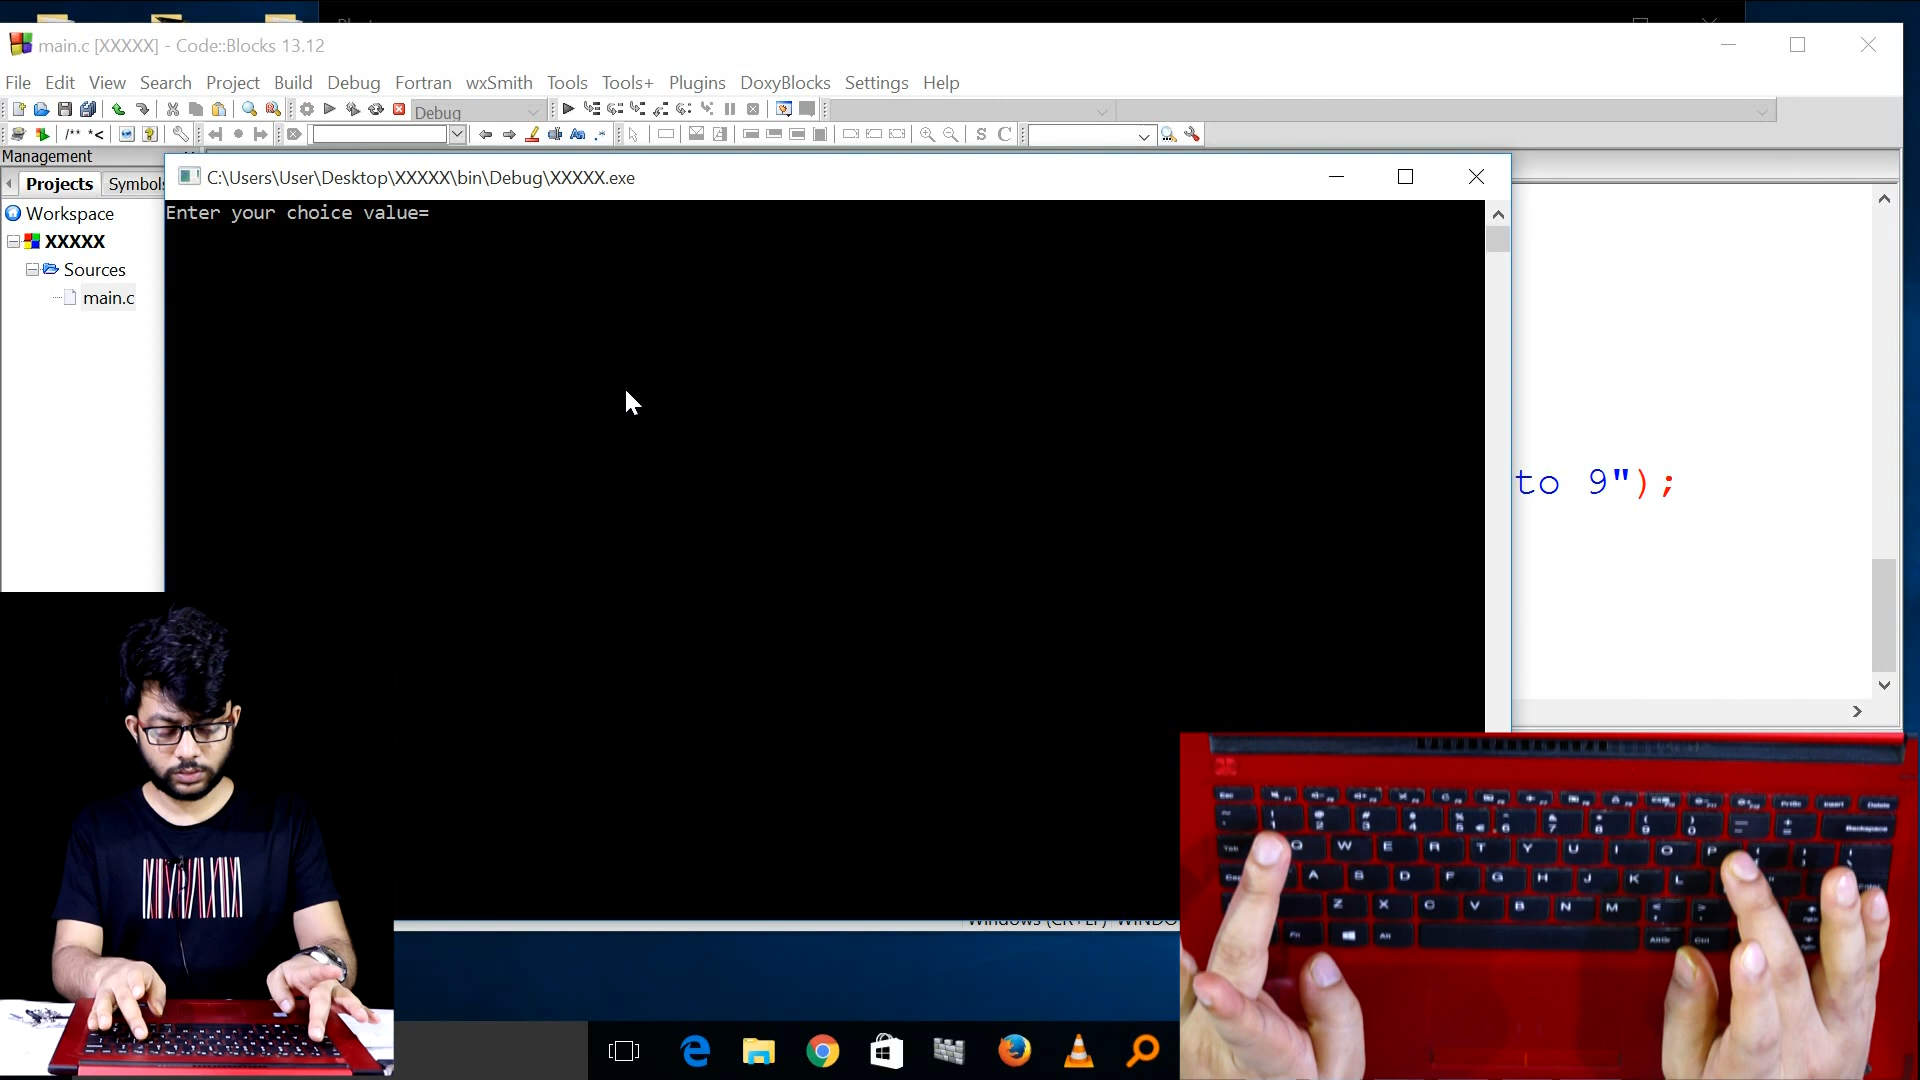 main.c [XXXXX] - Code::Blocks 13.12
File Edit View Search Project Build Debug Fortran wxSmith Tools Tools+ Plugins DoxyBlocks Settings Help
Debug
Management
Projects Symbols
C:\Users\User\Desktop\XXXXX\bin\Debug\XXXXX.exe
Workspace
Enter your choice value=
XXXXX
Sources
main.c
to 9");
Q W E R T Y U I O P
A S D F G H J K L
Z X C V B N M